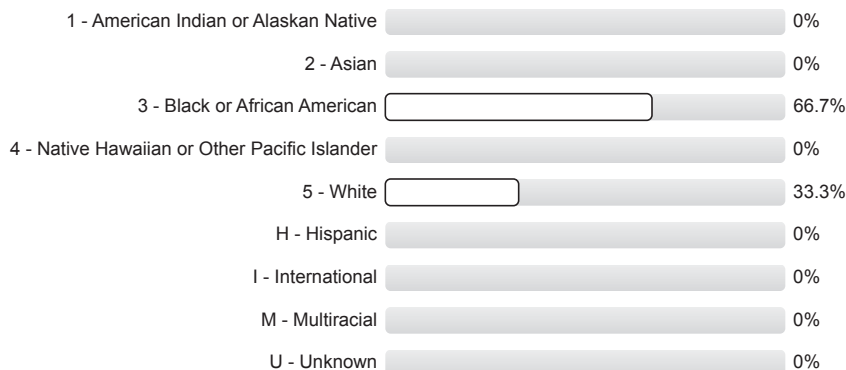 1 - American Indian or Alaskan Native 0%
2 - Asian 0%
3 - Black or African American 66.7%
4 - Native Hawaiian or Other Pacific Islander 0%
5 - White 33.3%
H - Hispanic 0%
I - International 0%
M - Multiracial 0%
U - Unknown 0%